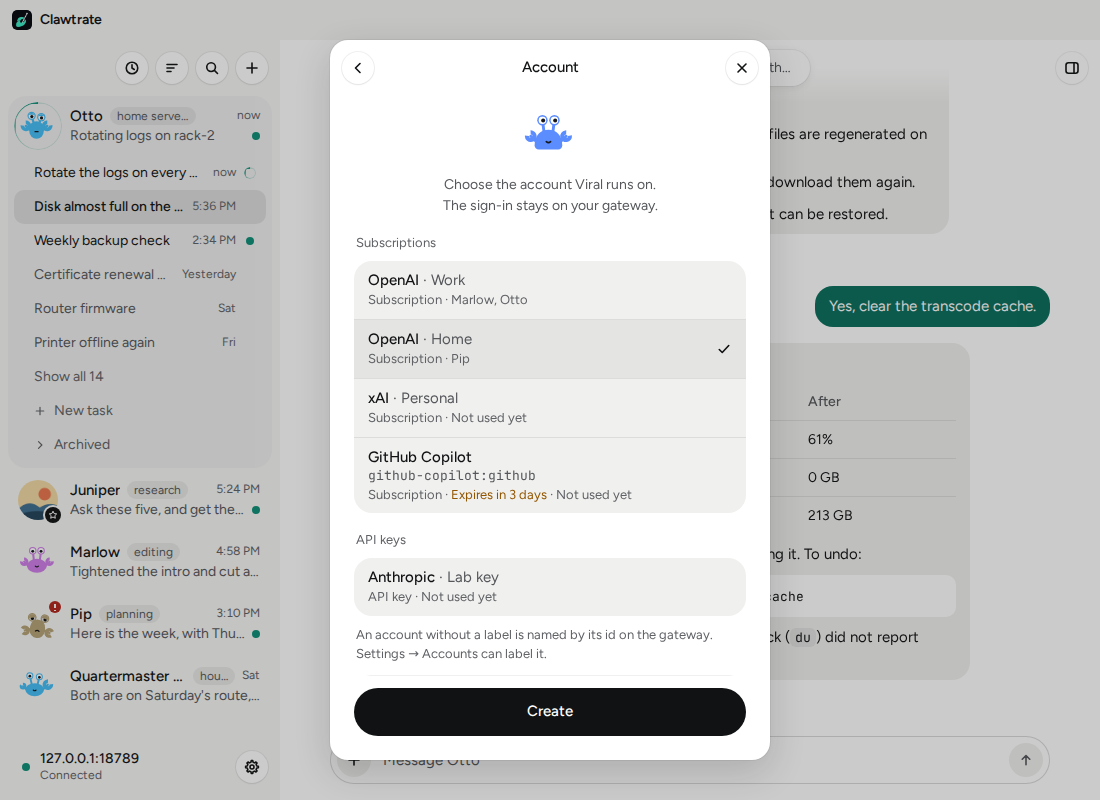 Clawtrate
Otto home serve... now
Rotating logs on rack-2
Rotate the logs on every ... now
Disk almost full on the ... 5:36 PM
Weekly backup check 2:34 PM
Certificate renewal ... Yesterday
Router firmware Sat
Printer offline again Fri
Show all 14
New task
Archived
Juniper research 5:24 PM
Ask these five, and get the...
Marlow editing 4:58 PM
Tightened the intro and cut a...
Pip planning 3:10 PM
Here is the week, with Thu...
Quartermaster ... hou... Sat
Both are on Saturday's route,...
127.0.0.1:18789
Connected
Account
Choose the account Viral runs on.
The sign-in stays on your gateway.
Subscriptions
OpenAI · Work
Subscription · Marlow, Otto
OpenAI · Home
Subscription · Pip
xAI · Personal
Subscription · Not used yet
GitHub Copilot
github-copilot:github
Subscription · Expires in 3 days · Not used yet
API keys
Anthropic · Lab key
API key · Not used yet
An account without a label is named by its id on the gateway.
Settings → Accounts can label it.
Create
th...
files are regenerated on
download them again.
t can be restored.
Yes, clear the transcode cache.
After
61%
0 GB
213 GB
ng it. To undo:
cache
ck (du) did not report
Message Otto